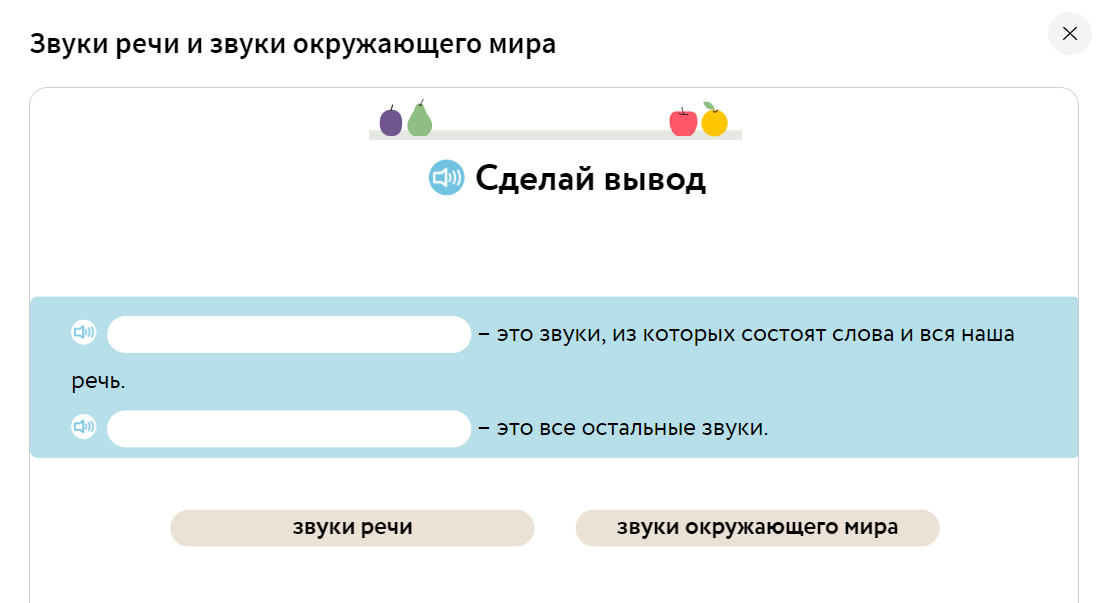 Звуки речи и звуки окружающего мира
Сделай вывод
– это звуки, из которых состоят слова и вся наша
речь.
– это все остальные звуки.
звуки речи
звуки окружающего мира